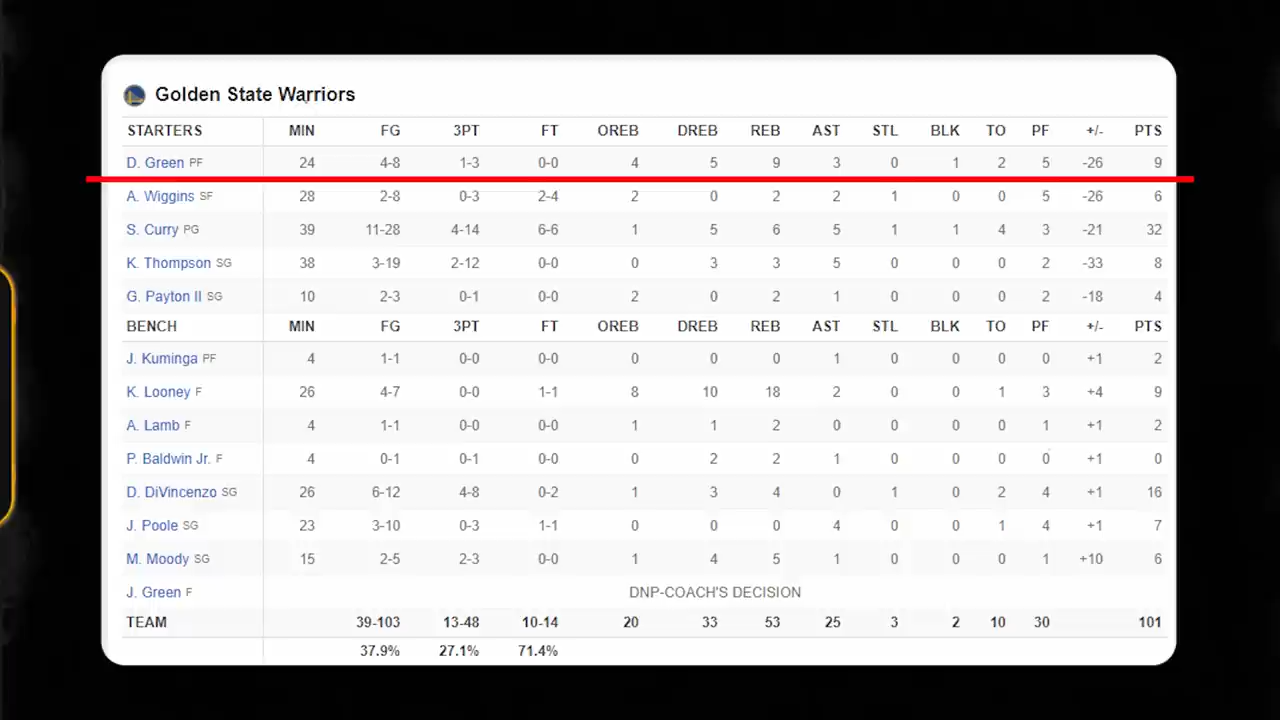 Golden State Warriors
STARTERS MIN FG 3PT FT OREB DREB REB AST STL BLK TO PF +/- PTS
D. Green PF 24 4-8 1-3 0-0 4 5 9 3 0 1 2 5 -26 9
A. Wiggins SF 28 2-8 0-3 2-4 2 0 2 2 1 0 0 5 -26 6
S. Curry PG 39 11-28 4-14 6-6 1 5 6 5 1 1 4 3 -21 32
K. Thompson SG 38 3-19 2-12 0-0 0 3 3 5 0 0 0 2 -33 8
G. Payton II SG 10 2-3 0-1 0-0 2 0 2 1 0 0 0 2 -18 4
BENCH MIN FG 3PT FT OREB DREB REB AST STL BLK TO PF +/- PTS
J. Kuminga PF 4 1-1 0-0 0-0 0 0 0 1 0 0 0 0 +1 2
K. Looney F 26 4-7 0-0 1-1 8 10 18 2 0 0 1 3 +4 9
A. Lamb F 4 1-1 0-0 0-0 1 1 2 0 0 0 0 1 +1 2
P. Baldwin Jr. F 4 0-1 0-1 0-0 0 2 2 1 0 0 0 0 +1 0
D. DiVincenzo SG 26 6-12 4-8 0-2 1 3 4 0 1 0 2 4 +1 16
J. Poole SG 23 3-10 0-3 1-1 0 0 0 4 0 0 1 4 +1 7
M. Moody SG 15 2-5 2-3 0-0 1 4 5 1 0 0 0 1 +10 6
J. Green F DNP-COACH'S DECISION
TEAM 39-103 13-48 10-14 20 33 53 25 3 2 10 30 101
37.9% 27.1% 71.4%